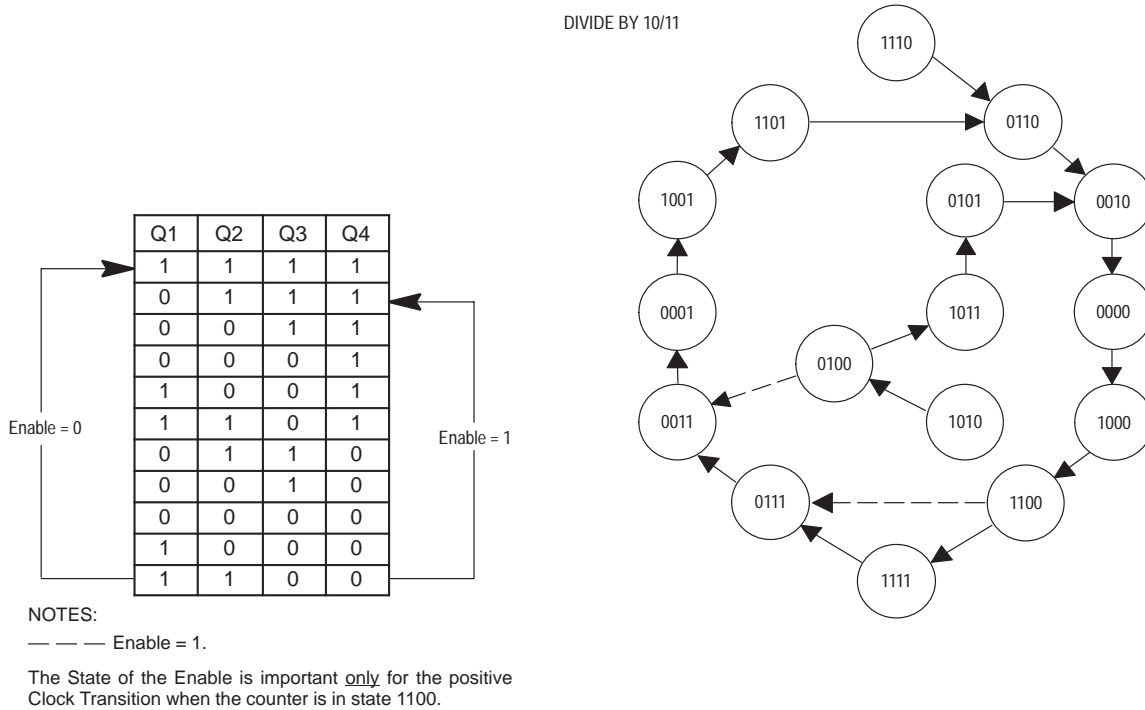 DIVIDE BY 10/11
1110
1101
0110
1001
0101
0010
0001
1011
0000
0100
0011
1010
1000
0111
1100
1111
Q1 Q2 Q3 Q4
1 1 1 1
0 1 1 1
0 0 1 1
0 0 0 1
1 0 0 1
1 1 0 1
0 1 1 0
0 0 1 0
0 0 0 0
1 0 0 0
1 1 0 0
Enable = 0
Enable = 1
NOTES:
— — — Enable = 1.
The State of the Enable is important only for the positive
Clock Transition when the counter is in state 1100.